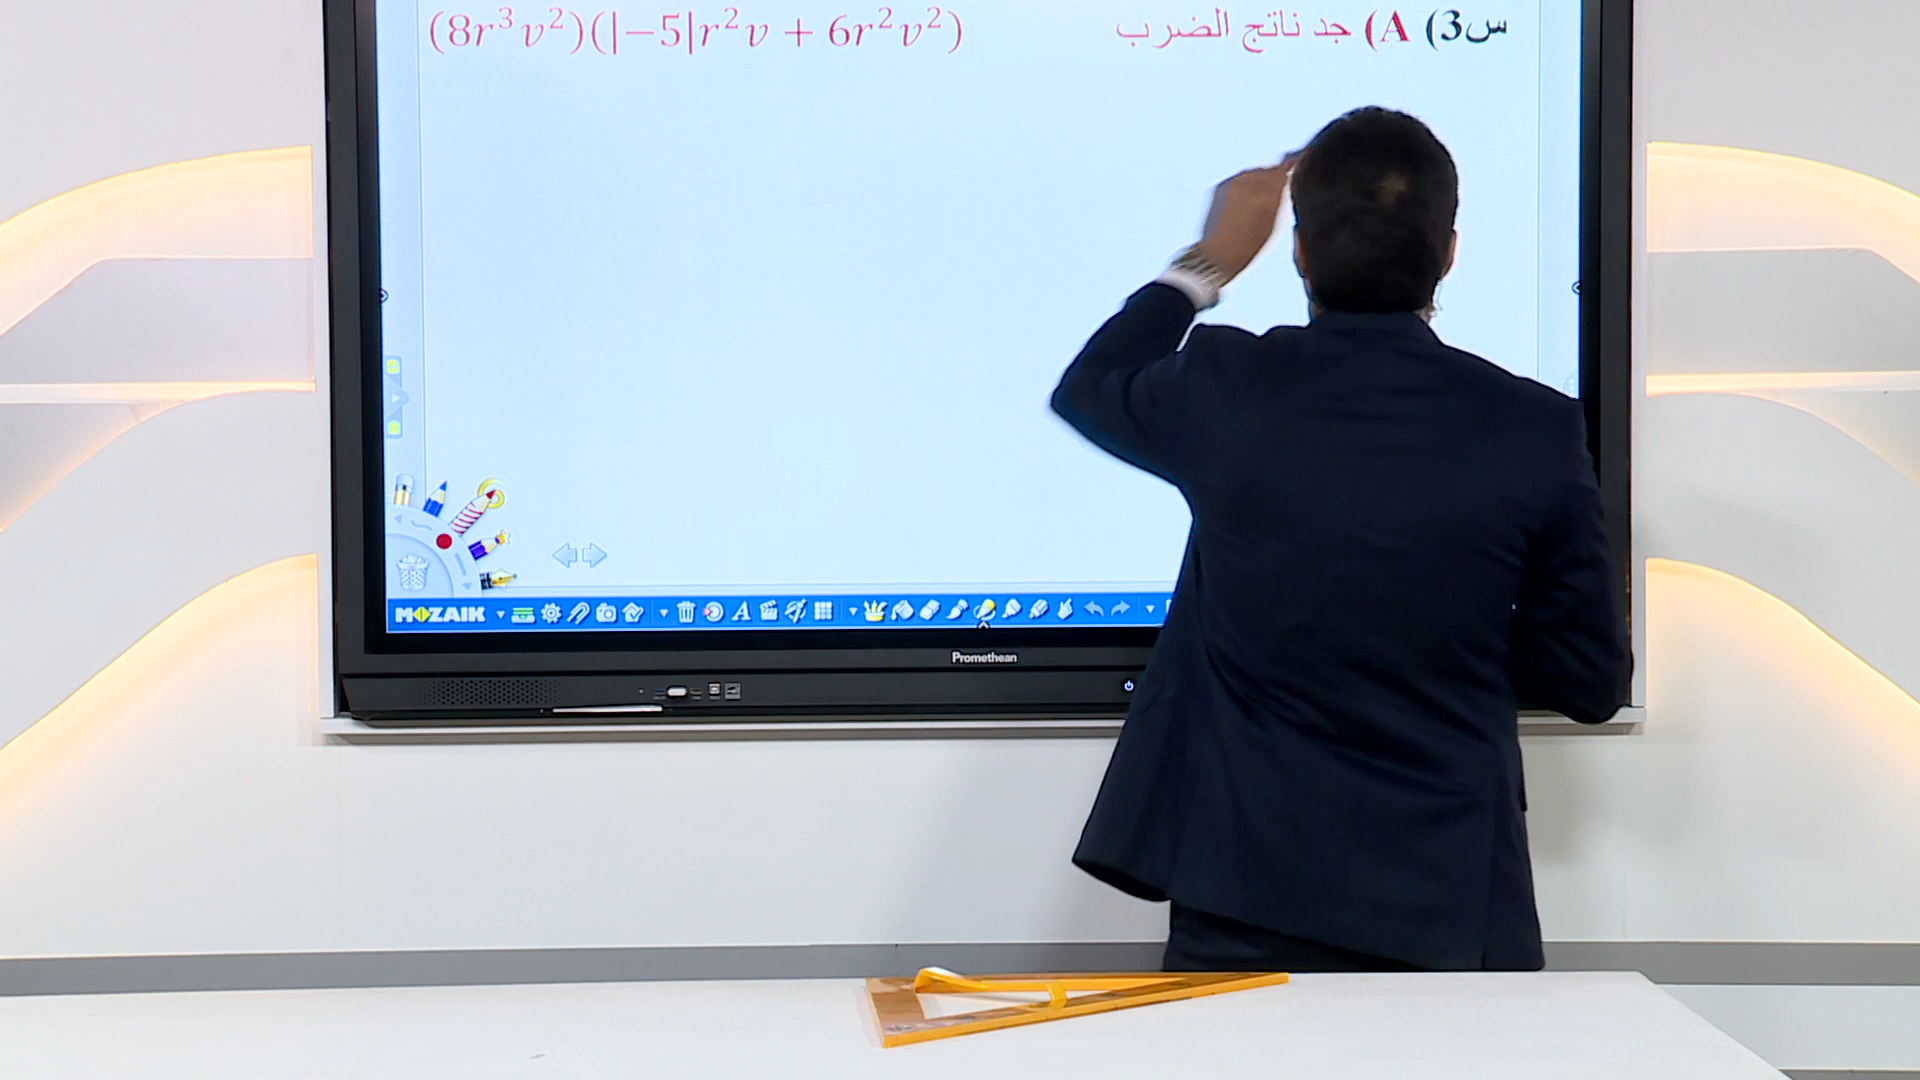 س3) A) جد ناتج الضرب (8r³v²)(|−5|r²v + 6r²v²)
MOZAIK
Promethean